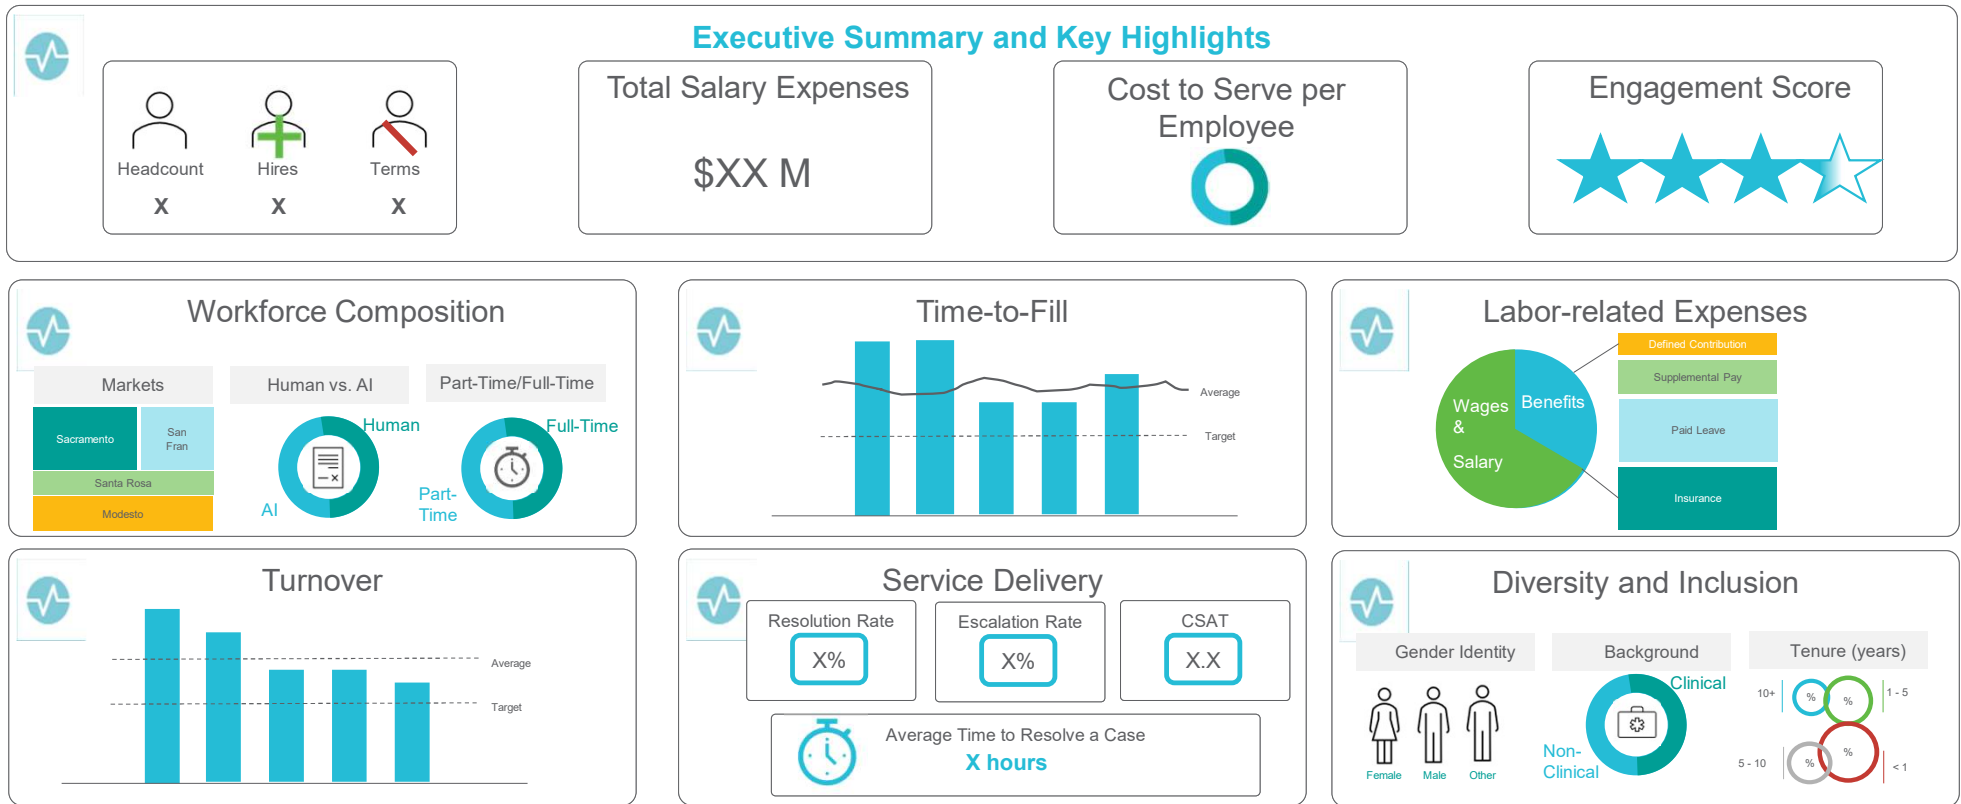 Executive Summary and Key Highlights
Headcount
X
Hires
X
Terms
X
Total Salary Expenses
$XX M
Cost to Serve per
Employee
Engagement Score
Workforce Composition
Markets
Sacramento
San
Fran
Santa Rosa
Modesto
Human vs. AI
Human
AI
Part-Time/Full-Time
Full-Time
Part-
Time
Time-to-Fill
Average
Target
Labor-related Expenses
Wages
&
Salary
Benefits
Defined Contribution
Supplemental Pay
Paid Leave
Insurance
Turnover
Average
Target
Service Delivery
Resolution Rate
X%
Escalation Rate
X%
CSAT
X.X
Average Time to Resolve a Case
X hours
Diversity and Inclusion
Gender Identity
Female
Male
Other
Background
Clinical
Non-
Clinical
Tenure (years)
10+
%
%
1 - 5
5 - 10
%
%
< 1